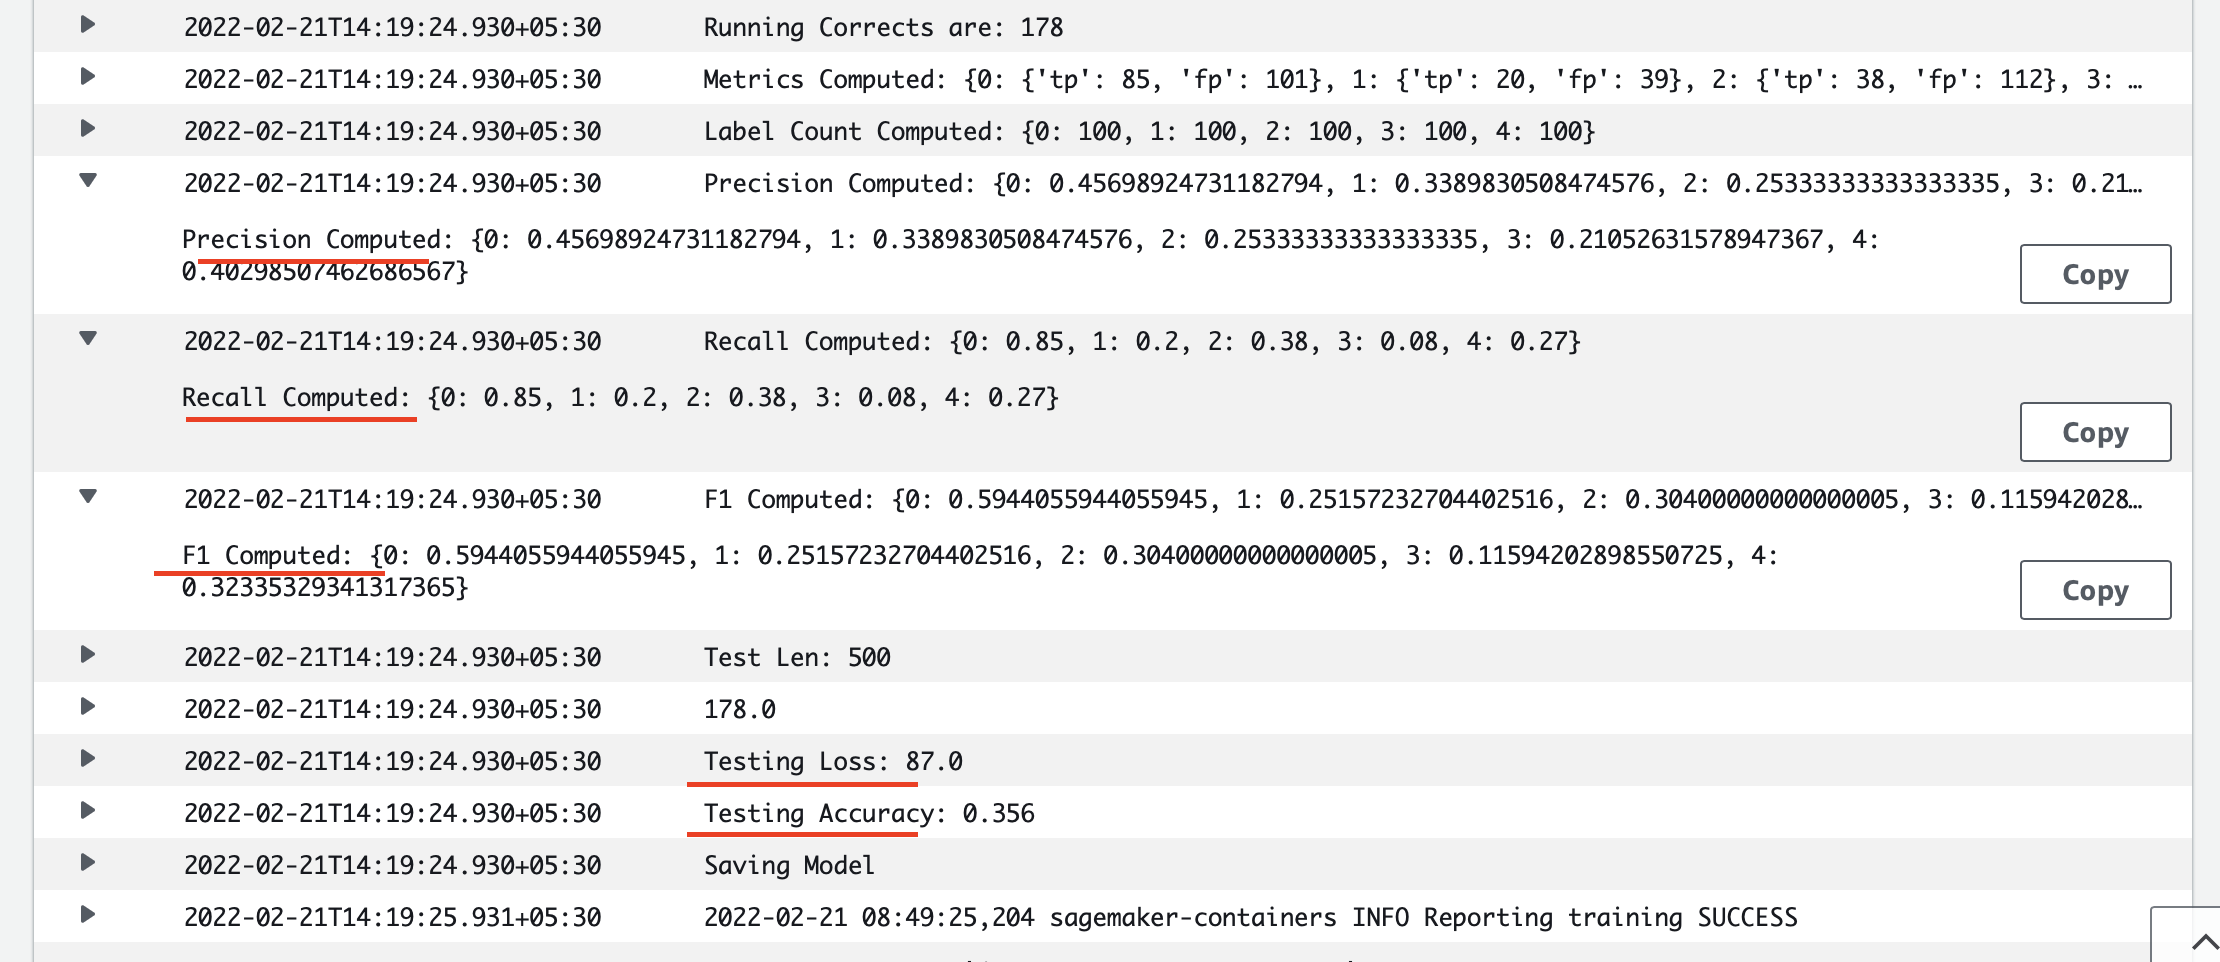 2022-02-21T14:19:24.930+05:30 Running Corrects are: 178
2022-02-21T14:19:24.930+05:30 Metrics Computed: {0: {'tp': 85, 'fp': 101}, 1: {'tp': 20, 'fp': 39}, 2: {'tp': 38, 'fp': 112}, 3: …
2022-02-21T14:19:24.930+05:30 Label Count Computed: {0: 100, 1: 100, 2: 100, 3: 100, 4: 100}
2022-02-21T14:19:24.930+05:30 Precision Computed: {0: 0.45698924731182794, 1: 0.3389830508474576, 2: 0.25333333333333335, 3: 0.21…
Precision Computed: {0: 0.45698924731182794, 1: 0.3389830508474576, 2: 0.25333333333333335, 3: 0.21052631578947367, 4:
0.40298507462686567}
Copy
2022-02-21T14:19:24.930+05:30 Recall Computed: {0: 0.85, 1: 0.2, 2: 0.38, 3: 0.08, 4: 0.27}
Recall Computed: {0: 0.85, 1: 0.2, 2: 0.38, 3: 0.08, 4: 0.27}
Copy
2022-02-21T14:19:24.930+05:30 F1 Computed: {0: 0.5944055944055945, 1: 0.25157232704402516, 2: 0.30400000000000005, 3: 0.115942028…
F1 Computed: {0: 0.5944055944055945, 1: 0.25157232704402516, 2: 0.30400000000000005, 3: 0.11594202898550725, 4:
0.32335329341317365}
Copy
2022-02-21T14:19:24.930+05:30 Test Len: 500
2022-02-21T14:19:24.930+05:30 178.0
2022-02-21T14:19:24.930+05:30 Testing Loss: 87.0
2022-02-21T14:19:24.930+05:30 Testing Accuracy: 0.356
2022-02-21T14:19:24.930+05:30 Saving Model
2022-02-21T14:19:25.931+05:30 2022-02-21 08:49:25,204 sagemaker-containers INFO Reporting training SUCCESS